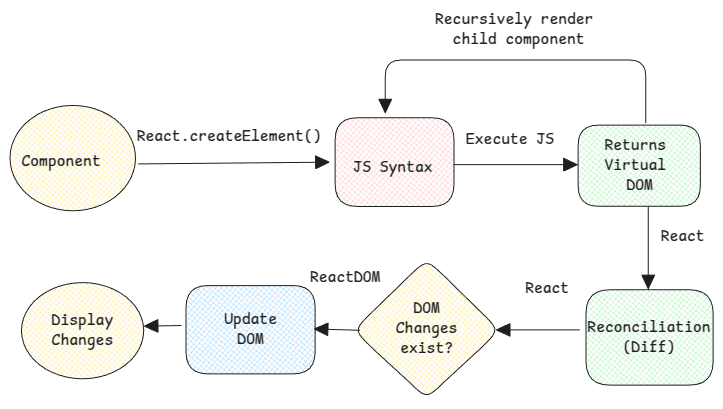 Recursively render
child component
React.createElement()
Component
JS Syntax
Execute JS
Returns
Virtual
DOM
React
Reconciliation
(Diff)
React
DOM
Changes
exist?
ReactDOM
Update
DOM
Display
Changes